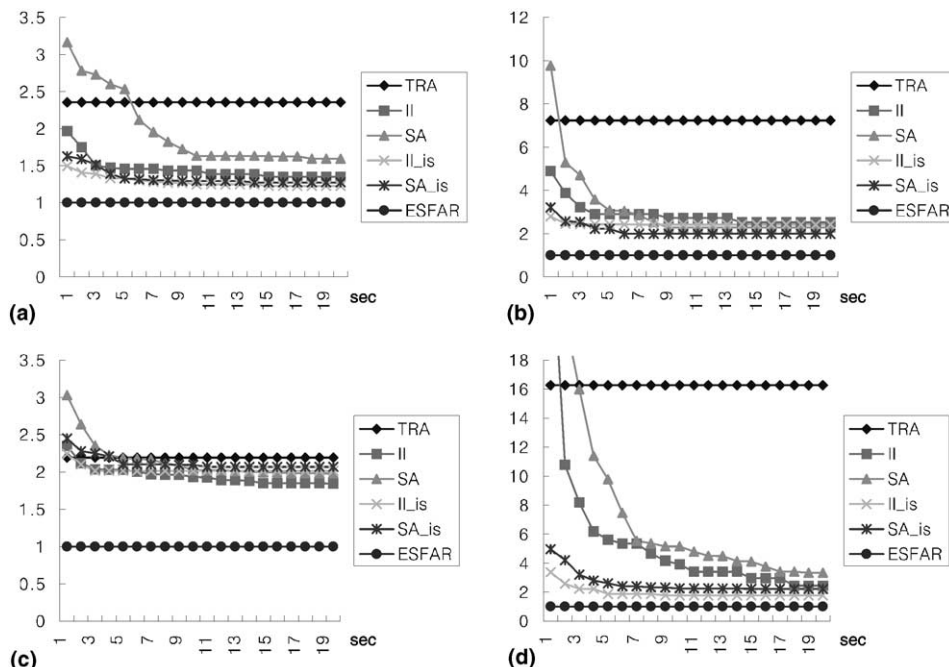 3.5
3
2.5
2
1.5
1
0.5
0
1 3 5 7 9 11 13 15 17 19 sec
TRA
II
SA
II_is
SA_is
ESFAR
(a)
12
10
8
6
4
2
0
1 3 5 7 9 11 13 15 17 19 sec
TRA
II
SA
II_is
SA_is
ESFAR
(b)
3.5
3
2.5
2
1.5
1
0.5
0
1 3 5 7 9 11 13 15 17 19 sec
TRA
II
SA
II_is
SA_is
ESFAR
(c)
18
16
14
12
10
8
6
4
2
0
1 3 5 7 9 11 13 15 17 19 sec
TRA
II
SA
II_is
SA_is
ESFAR
(d)